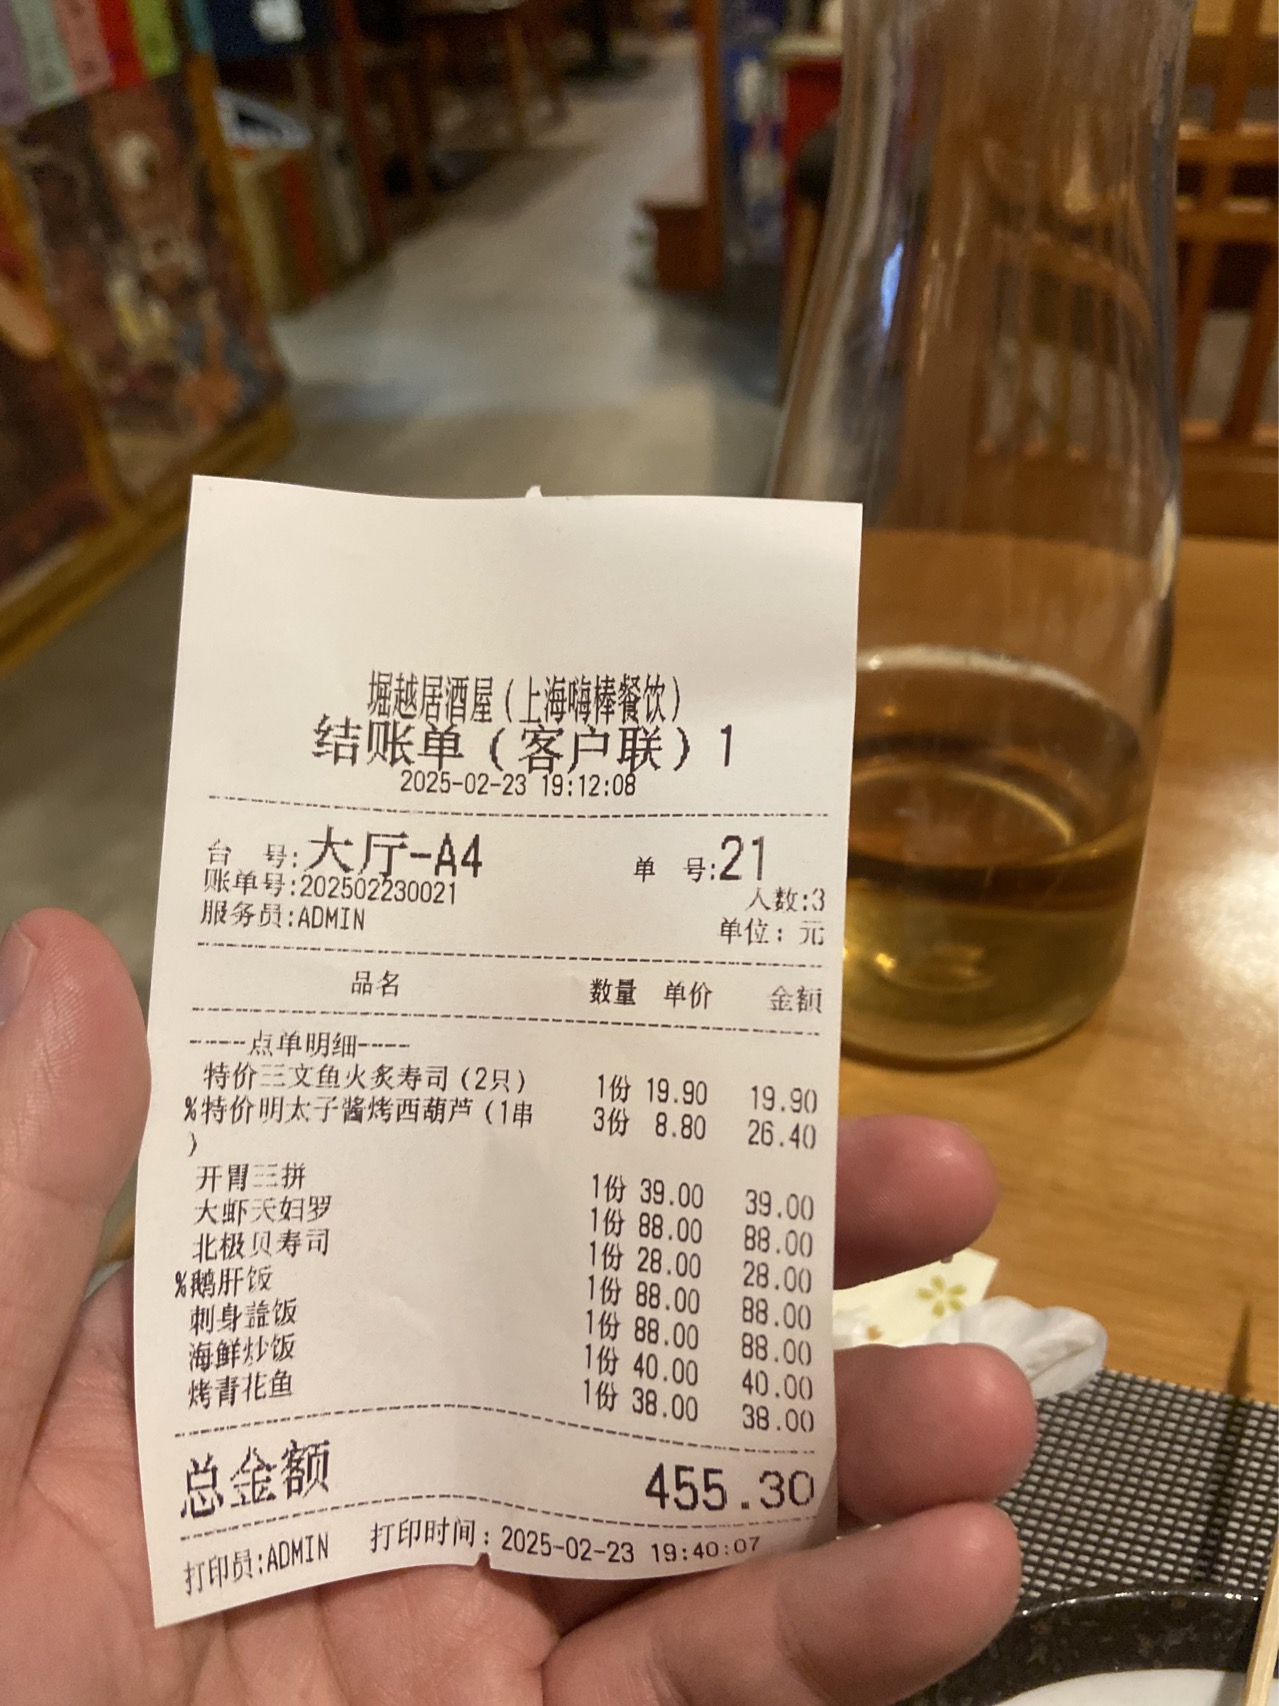 堀越居酒屋(上海嗨棒餐饮)
结账单(客户联)1
2025-02-23 19:12:08
台 号:大厅-A4 单 号:21
账单号:202502230021 人数:3
服务员:ADMIN 单位: 元
品名 数量 单价 金额
----点单明细----
特价三文鱼火炙寿司(2只) 1份 19.90 19.90
%特价明太子酱烤西葫芦(1串 3份 8.80 26.40
)
开胃三拼 1份 39.00 39.00
大虾天妇罗 1份 88.00 88.00
北极贝寿司 1份 28.00 28.00
%鹅肝饭 1份 88.00 88.00
刺身盖饭 1份 88.00 88.00
海鲜炒饭 1份 40.00 40.00
烤青花鱼 1份 38.00 38.00
总金额 455.30
打印员:ADMIN 打印时间: 2025-02-23 19:40:07